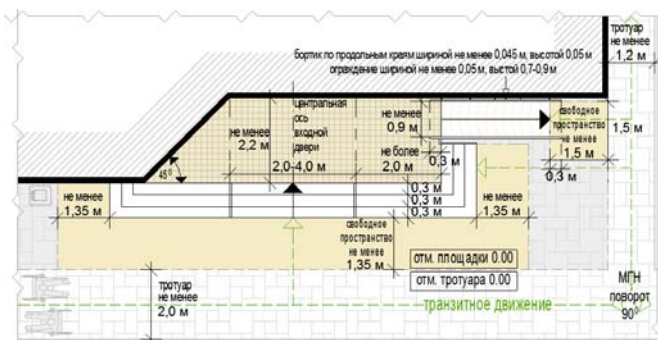 тротуар
не менее
1,2 м
бортик по продольным краям шириной не менее 0,045 м, высотой 0,05 м
ограждение шириной не менее 0,05 м, выстой 0,7-0,9 м
центральная
ось
входной
двери
не менее
2,2 м
не менее
0,9 м
свободное
пространство
не менее
1,5 м
1,5 м
не более
0,3 м
0,3 м
45⁰
2,0-4,0 м
2,0 м
не менее
1,35 м
0,3 м
0,3 м
0,3 м
не менее
1,35 м
свободное
пространство
не менее
1,35 м
отм. площадки 0.00
отм. тротуара 0.00
тротуар
не менее
2,0 м
транзитное движение
МГН
поворот
90⁰